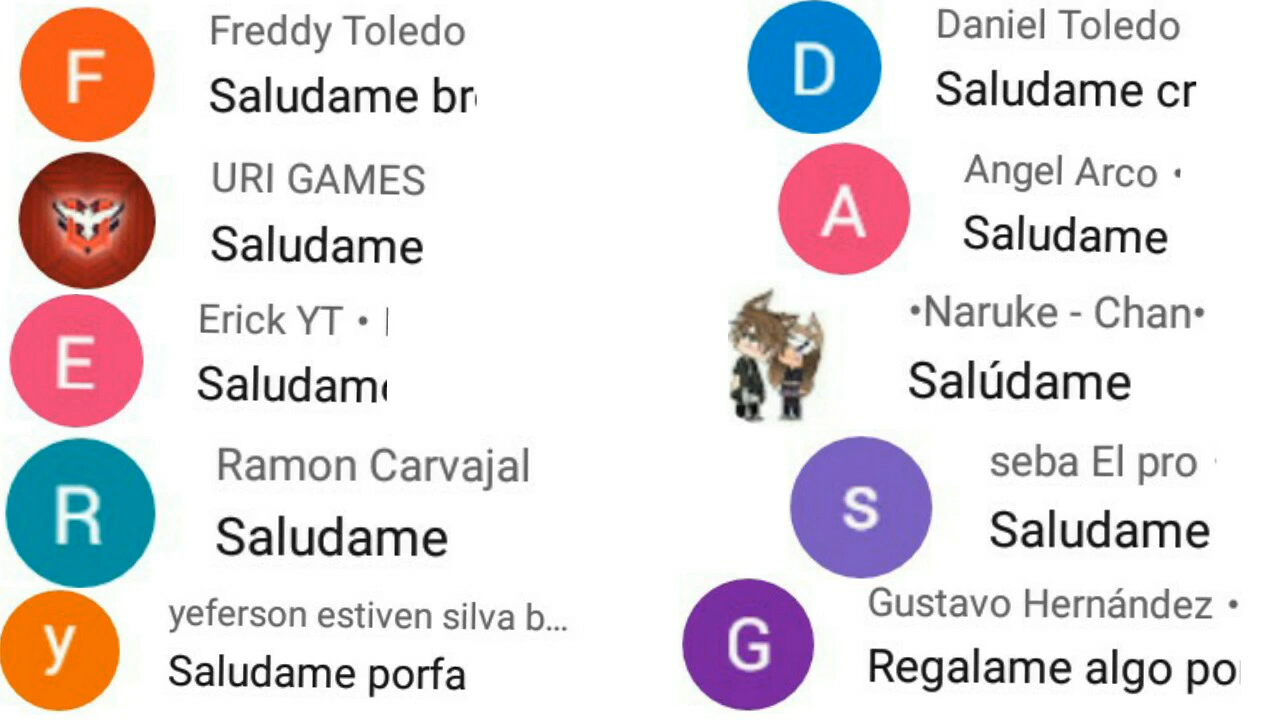 F
Freddy Toledo
Saludame
URI GAMES
Saludame
E
Erick YT •
R
Ramon Carvajal
Saludame
y
yeferson estiven silva b...
Saludame porfa
D
Daniel Toledo
Saludame cr
A
Angel Arco •
Saludame
•Naruke - Chan•
Salúdame
s
seba El pro
Saludame
G
Gustavo Hernández •
Regalame algo